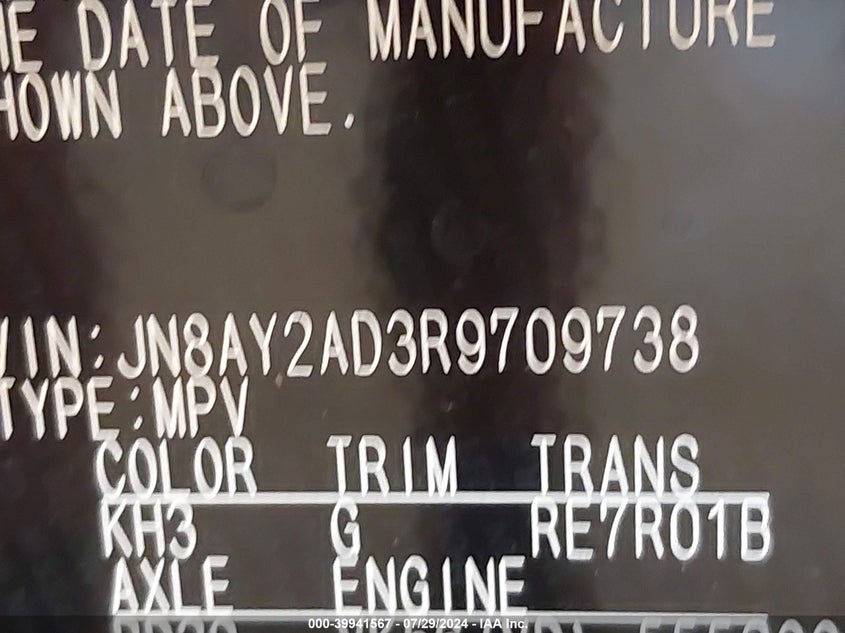 DATE OF MANUFACTURE
ABOVE.
VIN:JN8AY2AD3R9709738
TYPE:MPV
COLOR TRIM TRANS
KH3 G RE7R01B
AXLE ENGINE
000-39941567 - 07/29/2024 - IAA Inc.